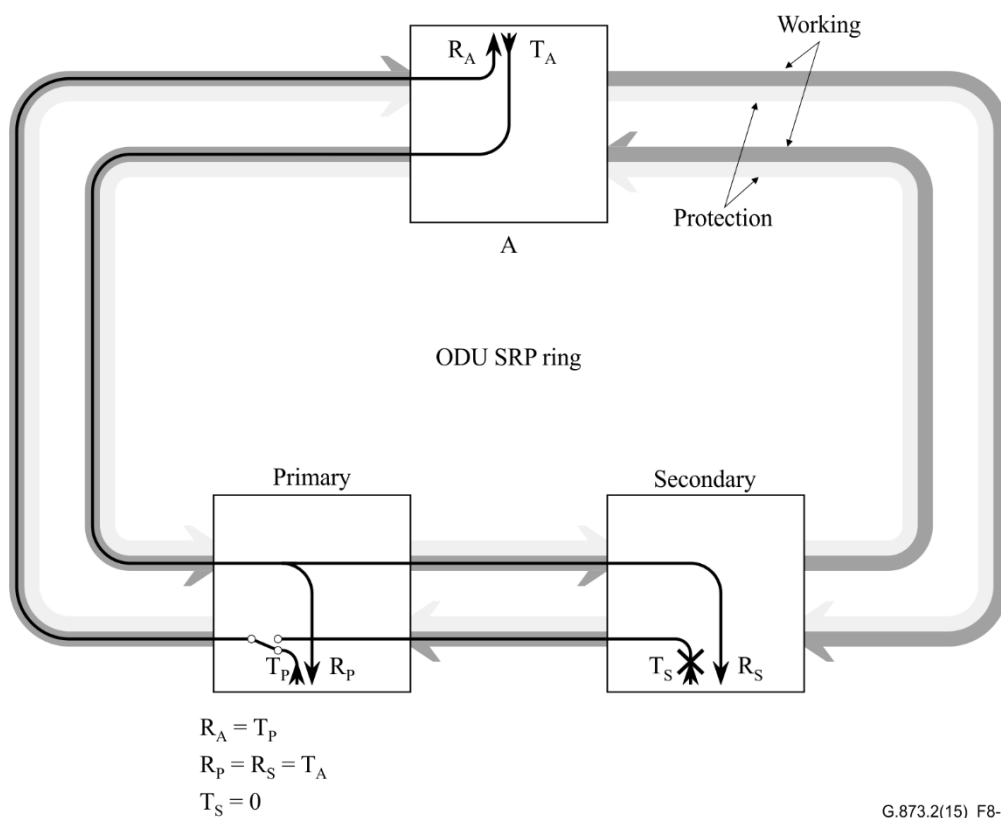 Working
R_A T_A
Protection
A
ODU SRP ring
Primary Secondary
T_P R_P T_S R_S
R_A = T_P
R_P = R_S = T_A
T_S = 0
G.873.2(15)_F8-